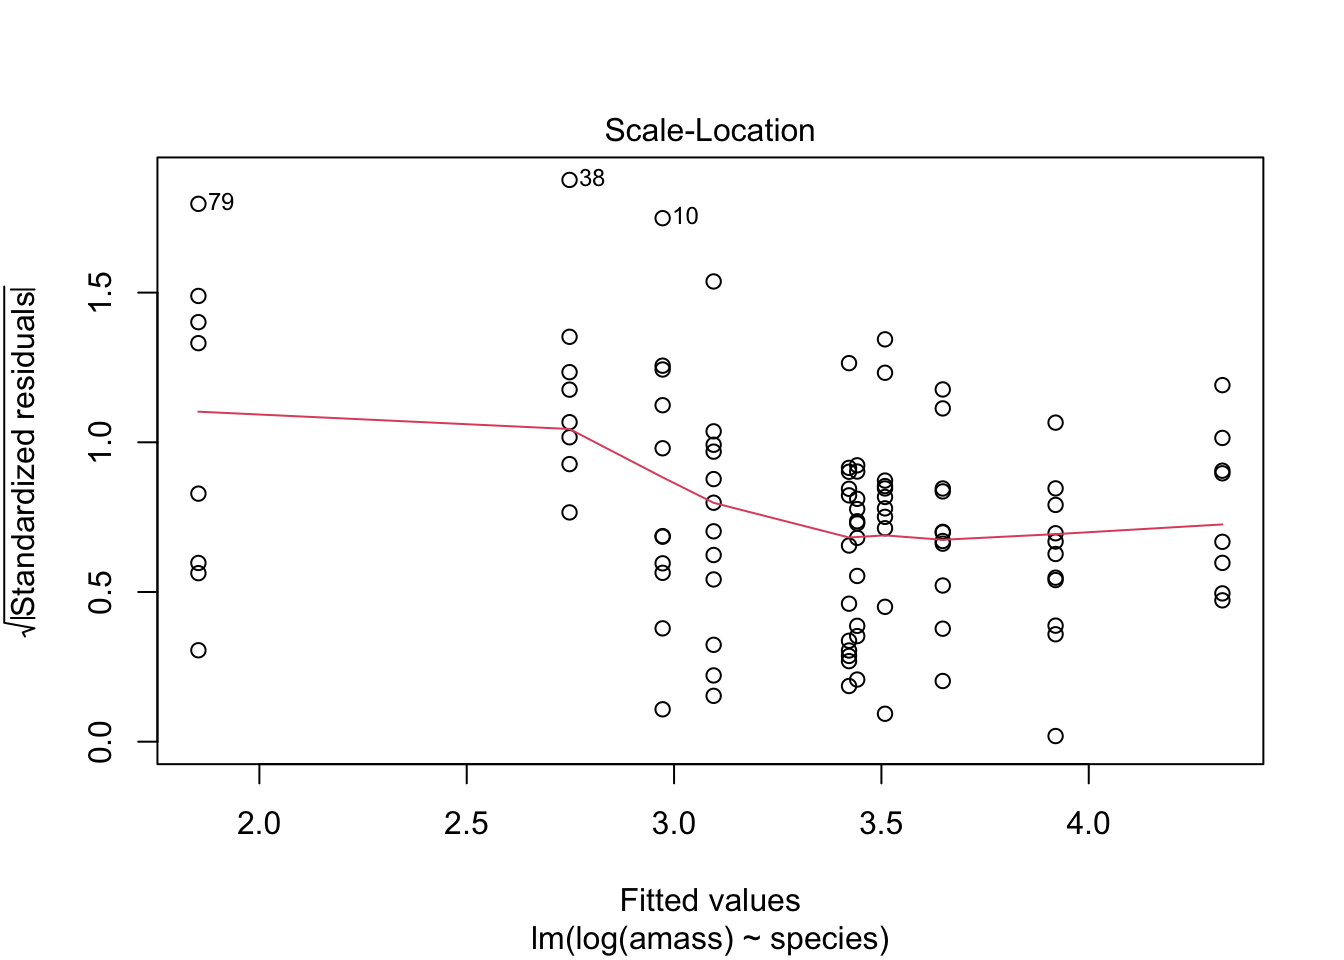 Scale-Location
79
38
10
√|Standardized residuals|
1.5
1.0
0.5
0.0
2.0 2.5 3.0 3.5 4.0
Fitted values
lm(log(amass) ~ species)